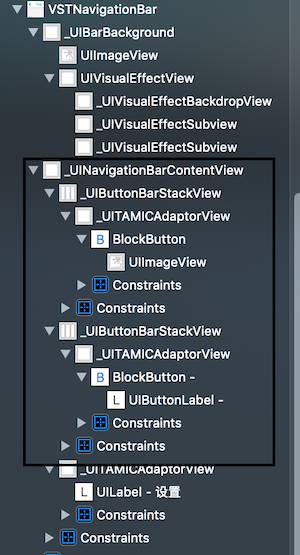 VSTNavigationBar
_UIBarBackground
UIImageView
UIVisualEffectView
_UIVisualEffectBackdropView
_UIVisualEffectSubview
_UIVisualEffectSubview
_UINavigationBarContentView
_UIButtonBarStackView
_UITAMICAdaptorView
B BlockButton
UIImageView
Constraints
Constraints
_UIButtonBarStackView
_UITAMICAdaptorView
B BlockButton -
L UIButtonLabel -
Constraints
Constraints
_UITAMICAdaptorView
L UILabel - 设置
Constraints
Constraints